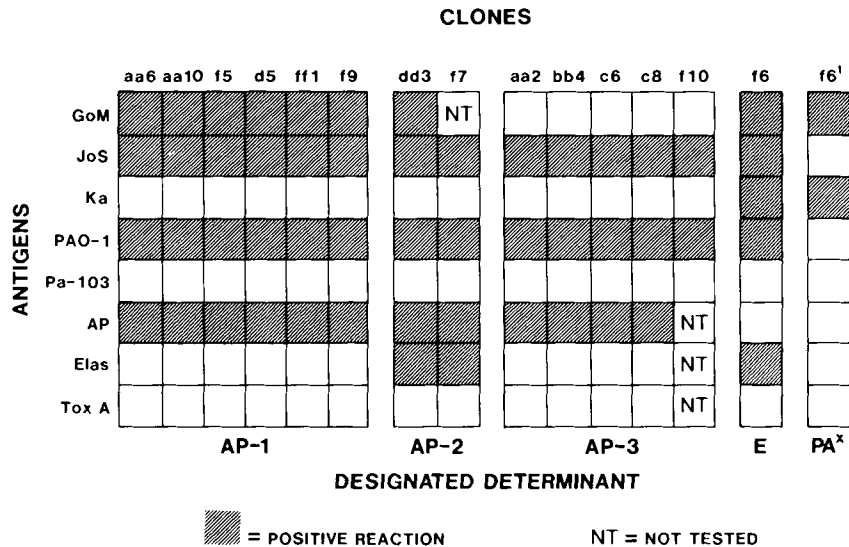 CLONES
aa6 aa10 f5 d5 ff1 f9 dd3 f7 aa2 bb4 c6 c8 f10 f6 f6¹
ANTIGENS
GoM NT
JoS
Ka
PAO-1
Pa-103
AP NT
Elas NT
Tox A NT
AP-1 AP-2 AP-3 E PAˣ
DESIGNATED DETERMINANT
= POSITIVE REACTION NT = NOT TESTED